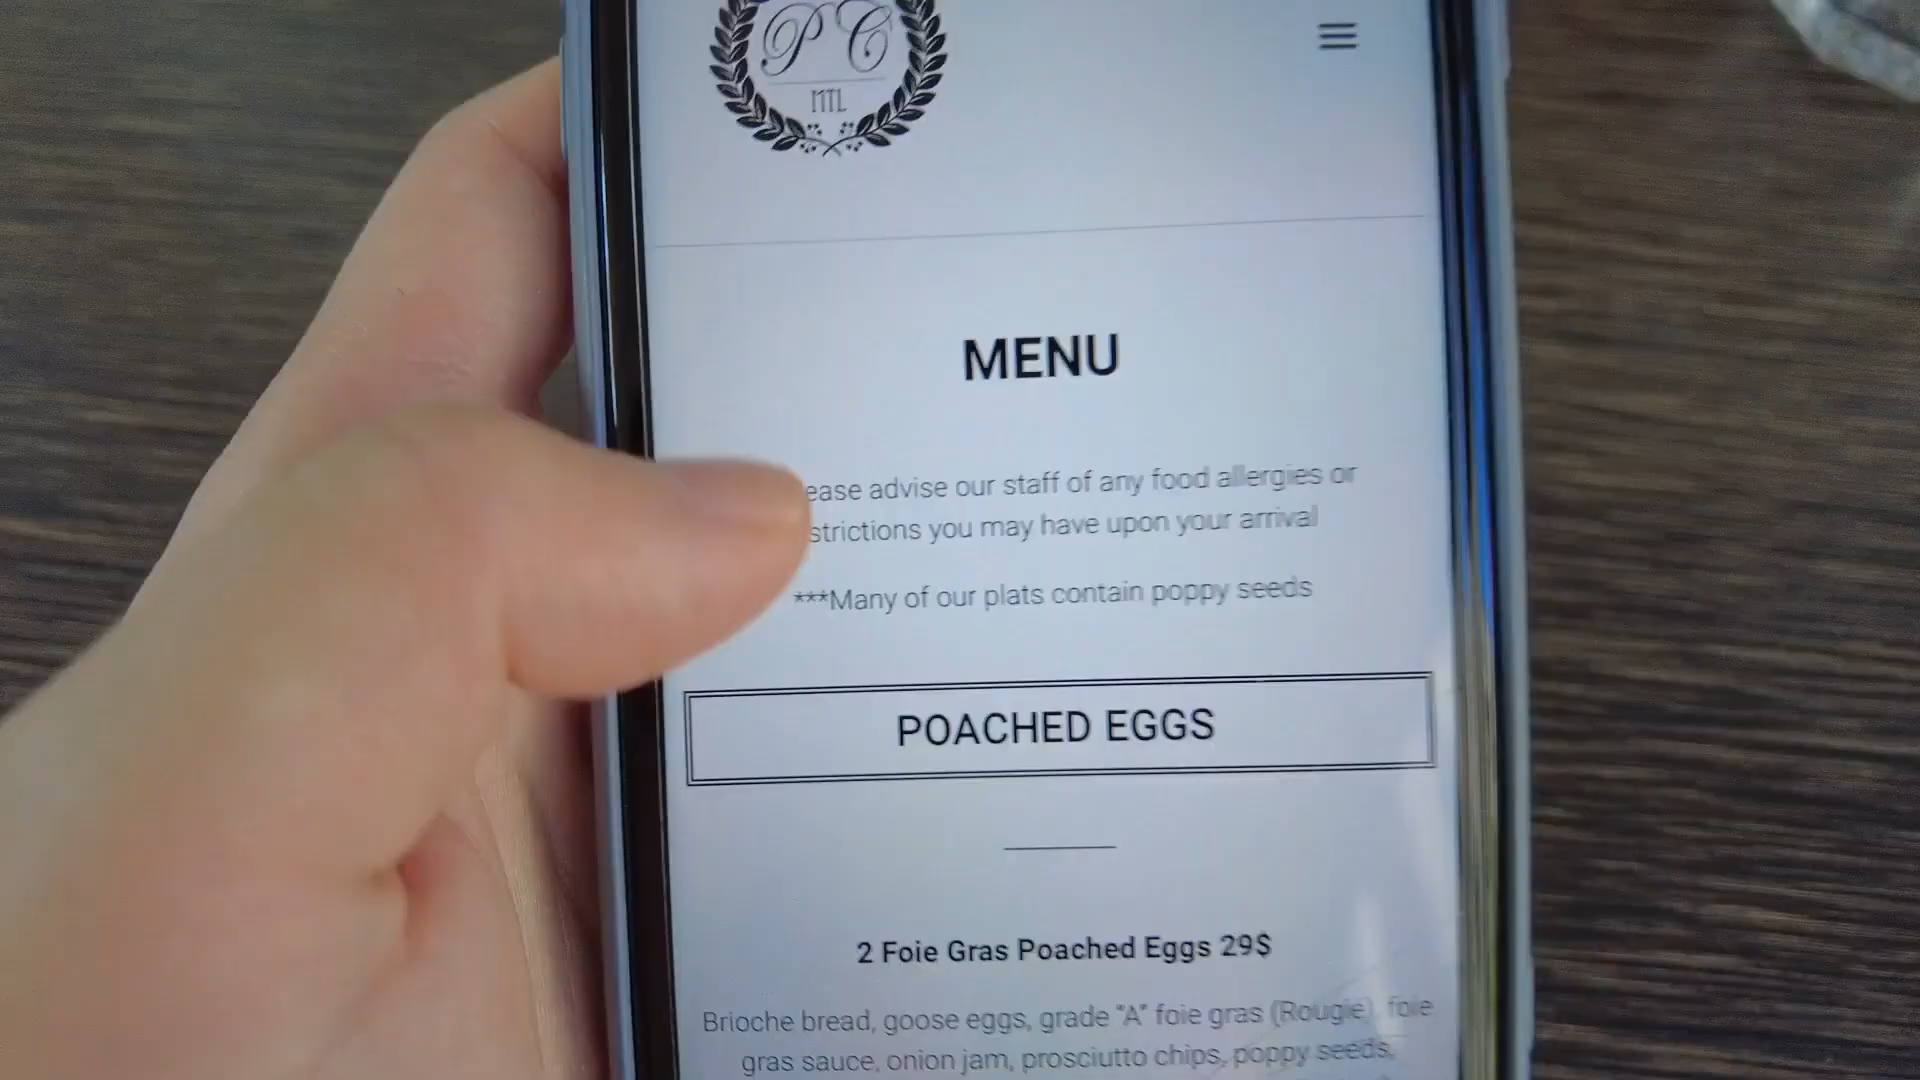 P C
MTL
MENU
ease advise our staff of any food allergies or
strictions you may have upon your arrival
***Many of our plats contain poppy seeds
POACHED EGGS
2 Foie Gras Poached Eggs 29$
Brioche bread, goose eggs, grade "A" foie gras (Rougie), foie
gras sauce, onion jam, prosciutto chips, poppy seeds,